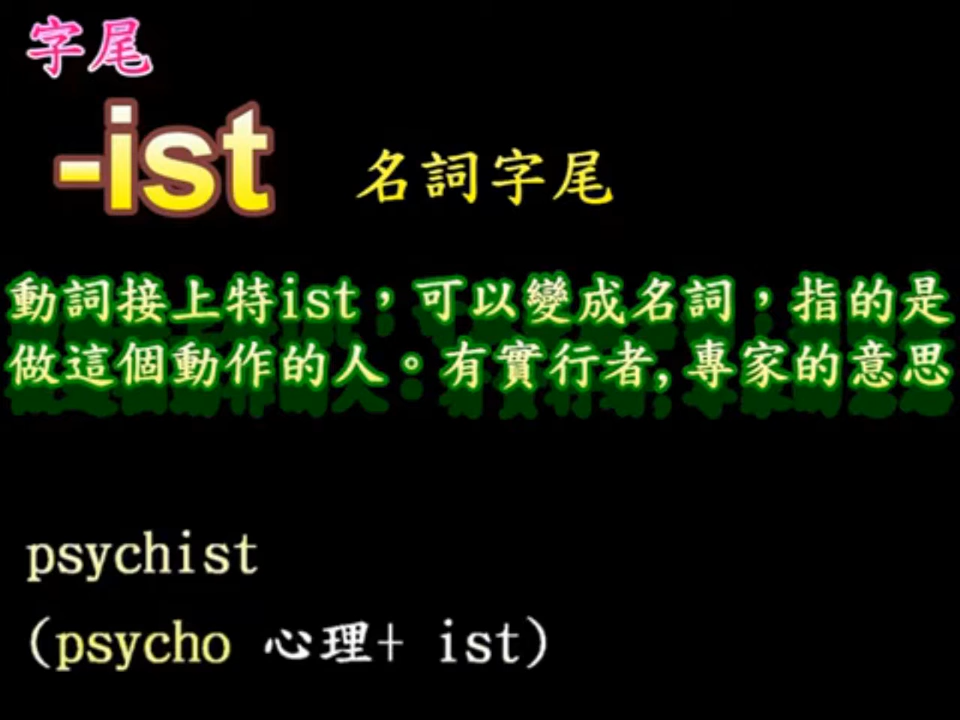 字尾
-ist 名詞字尾
動詞接上特ist，可以變成名詞，指的是
做這個動作的人。有實行者,專家的意思
psychist
(psycho 心理+ ist)